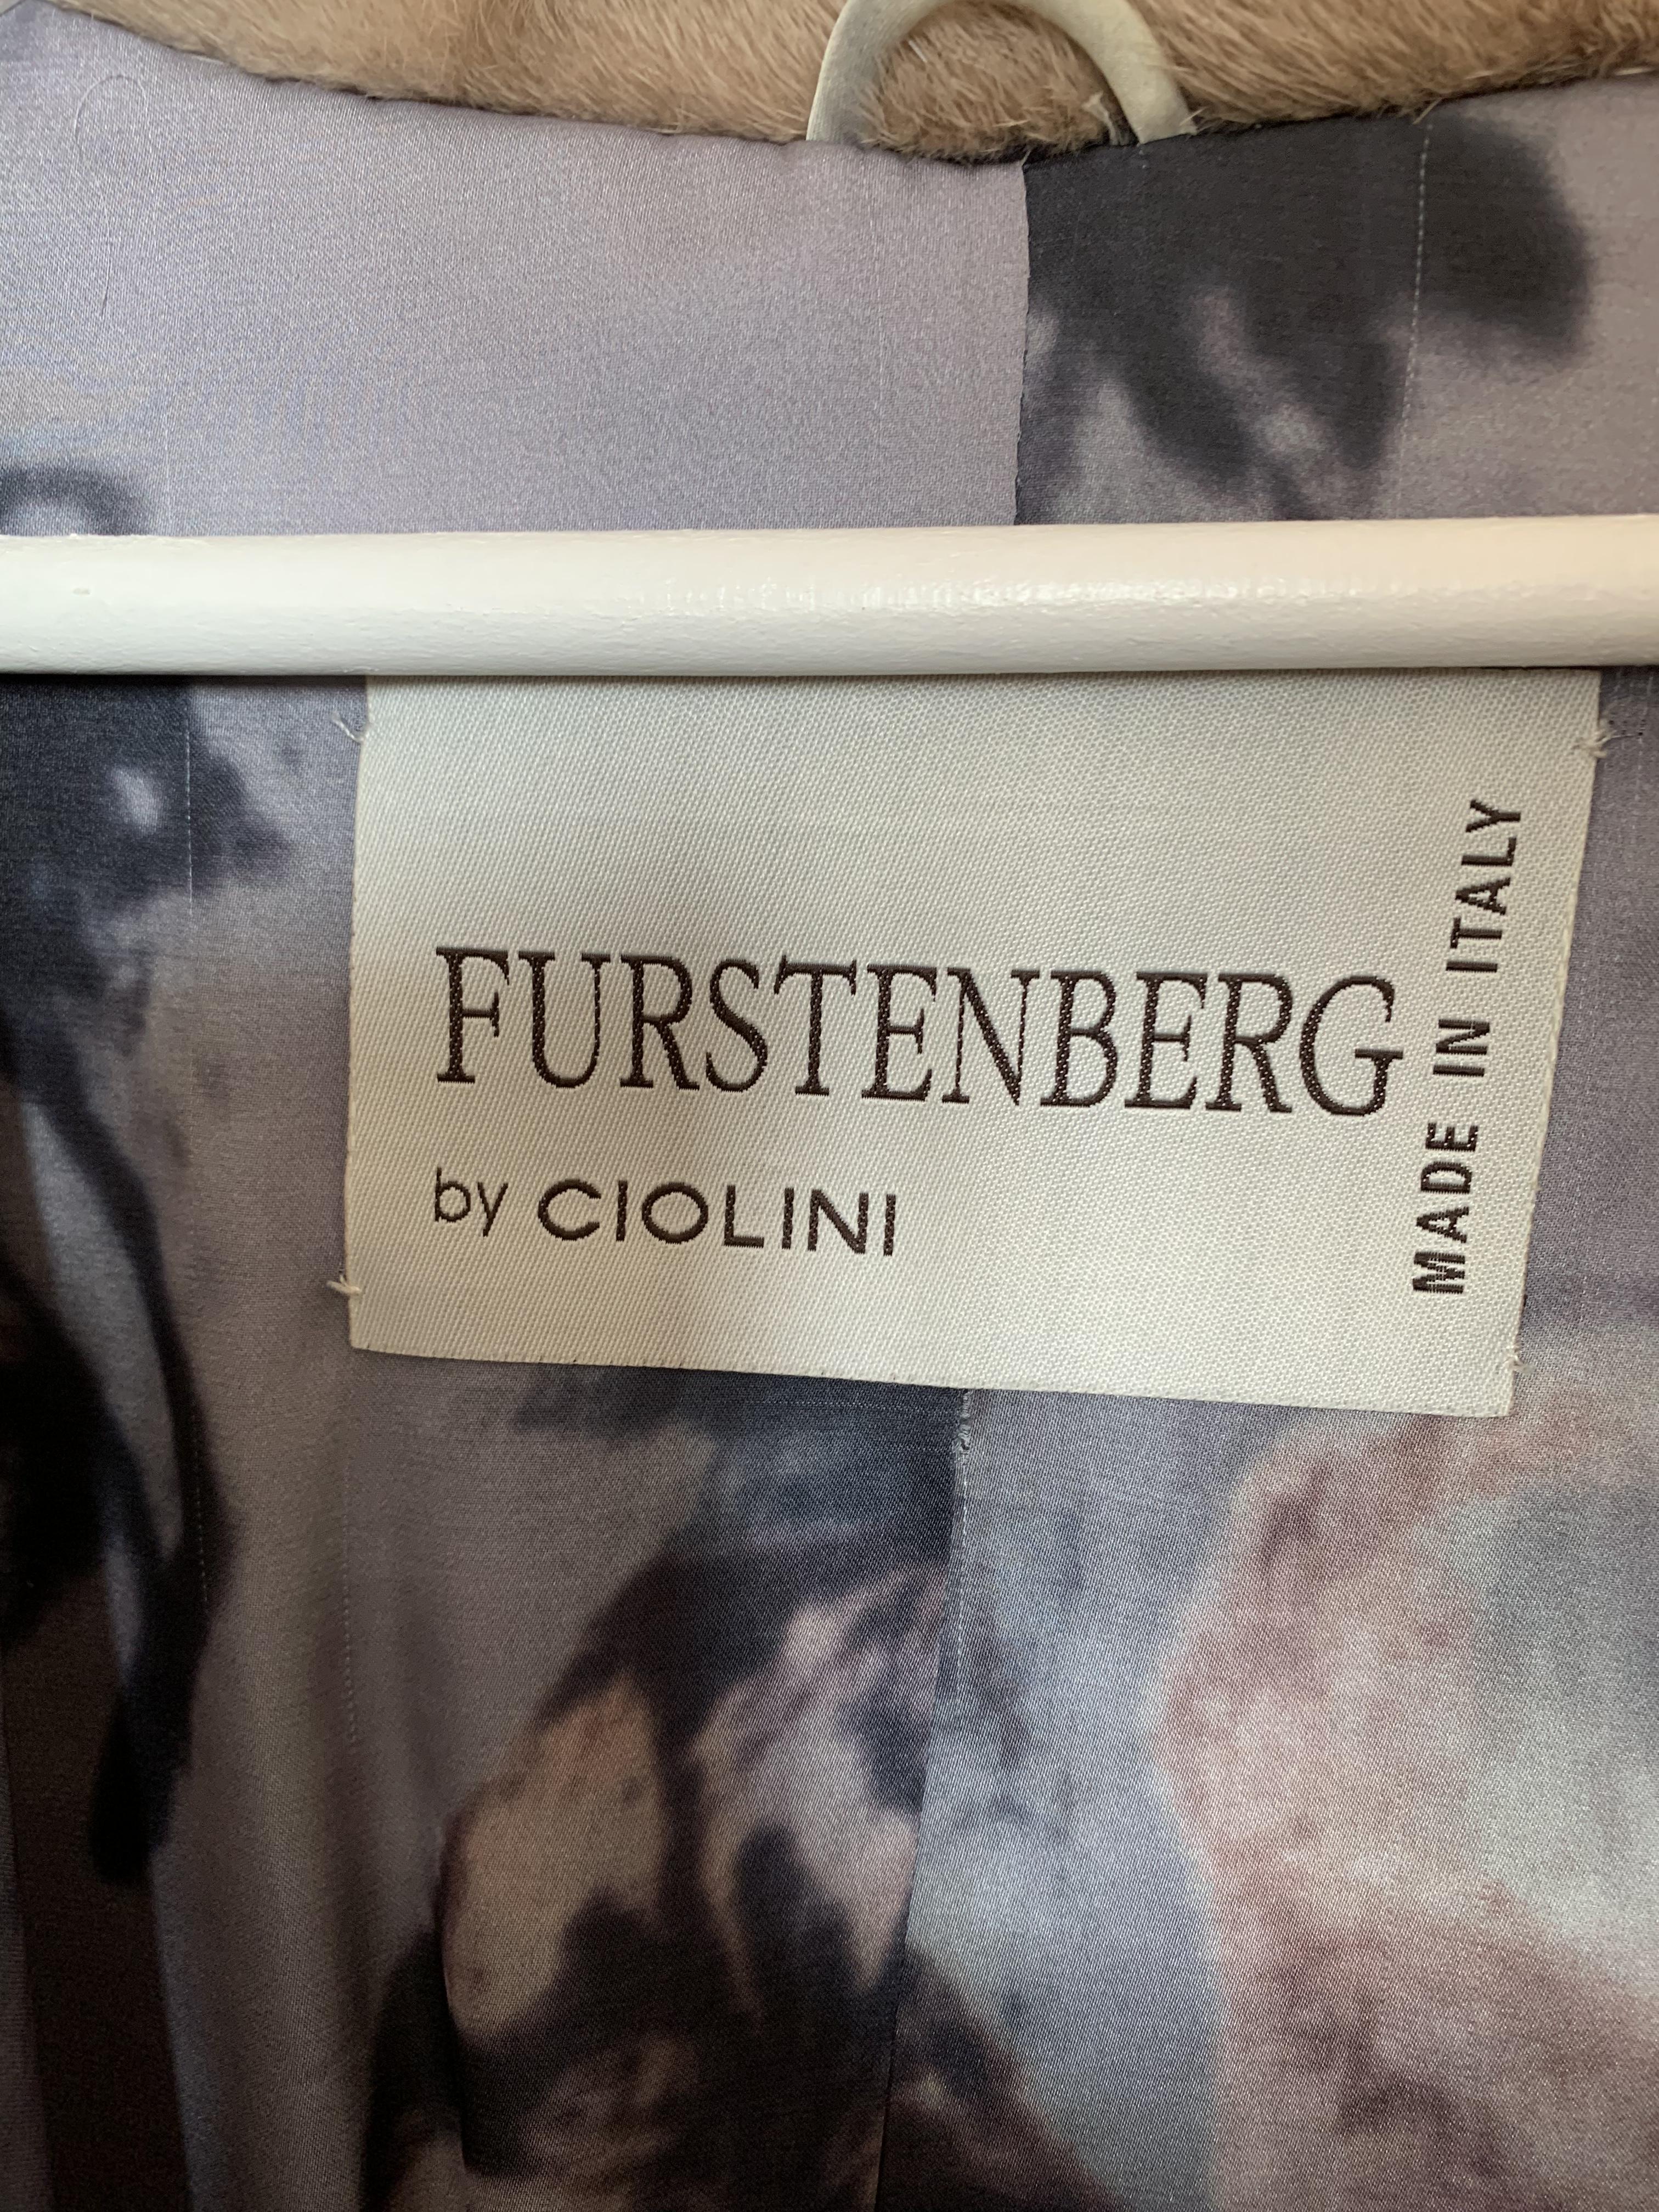 FURSTENBERG
by CIOLINI
MADE IN ITALY